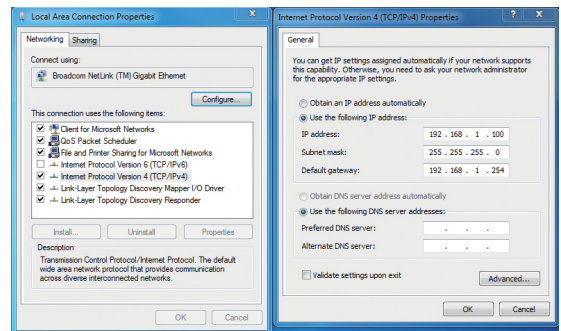 Local Area Connection Properties
X
Networking
Sharing
Connect using:
Broadcom NetLink (TM) Gigabit Ethernet
Configure...
This connection uses the following items:
Client for Microsoft Networks
QoS Packet Scheduler
File and Printer Sharing for Microsoft Networks
Internet Protocol Version 6 (TCP/IPv6)
Internet Protocol Version 4 (TCP/IPv4)
Link-Layer Topology Discovery Mapper I/O Driver
Link-Layer Topology Discovery Responder
Install...
Uninstall
Properties
Description
Transmission Control Protocol/Internet Protocol. The default
wide area network protocol that provides communication
across diverse interconnected networks.
OK
Cancel
Internet Protocol Version 4 (TCP/IPv4) Properties
?
X
General
You can get IP settings assigned automatically if your network supports
this capability. Otherwise, you need to ask your network administrator
for the appropriate IP settings.
Obtain an IP address automatically
Use the following IP address:
IP address:
192 . 168 . 1 . 100
Subnet mask:
255 . 255 . 255 . 0
Default gateway:
192 . 168 . 1 . 254
Obtain DNS server address automatically
Use the following DNS server addresses:
Preferred DNS server:
. . .
Alternate DNS server:
. . .
Validate settings upon exit
Advanced...
OK
Cancel